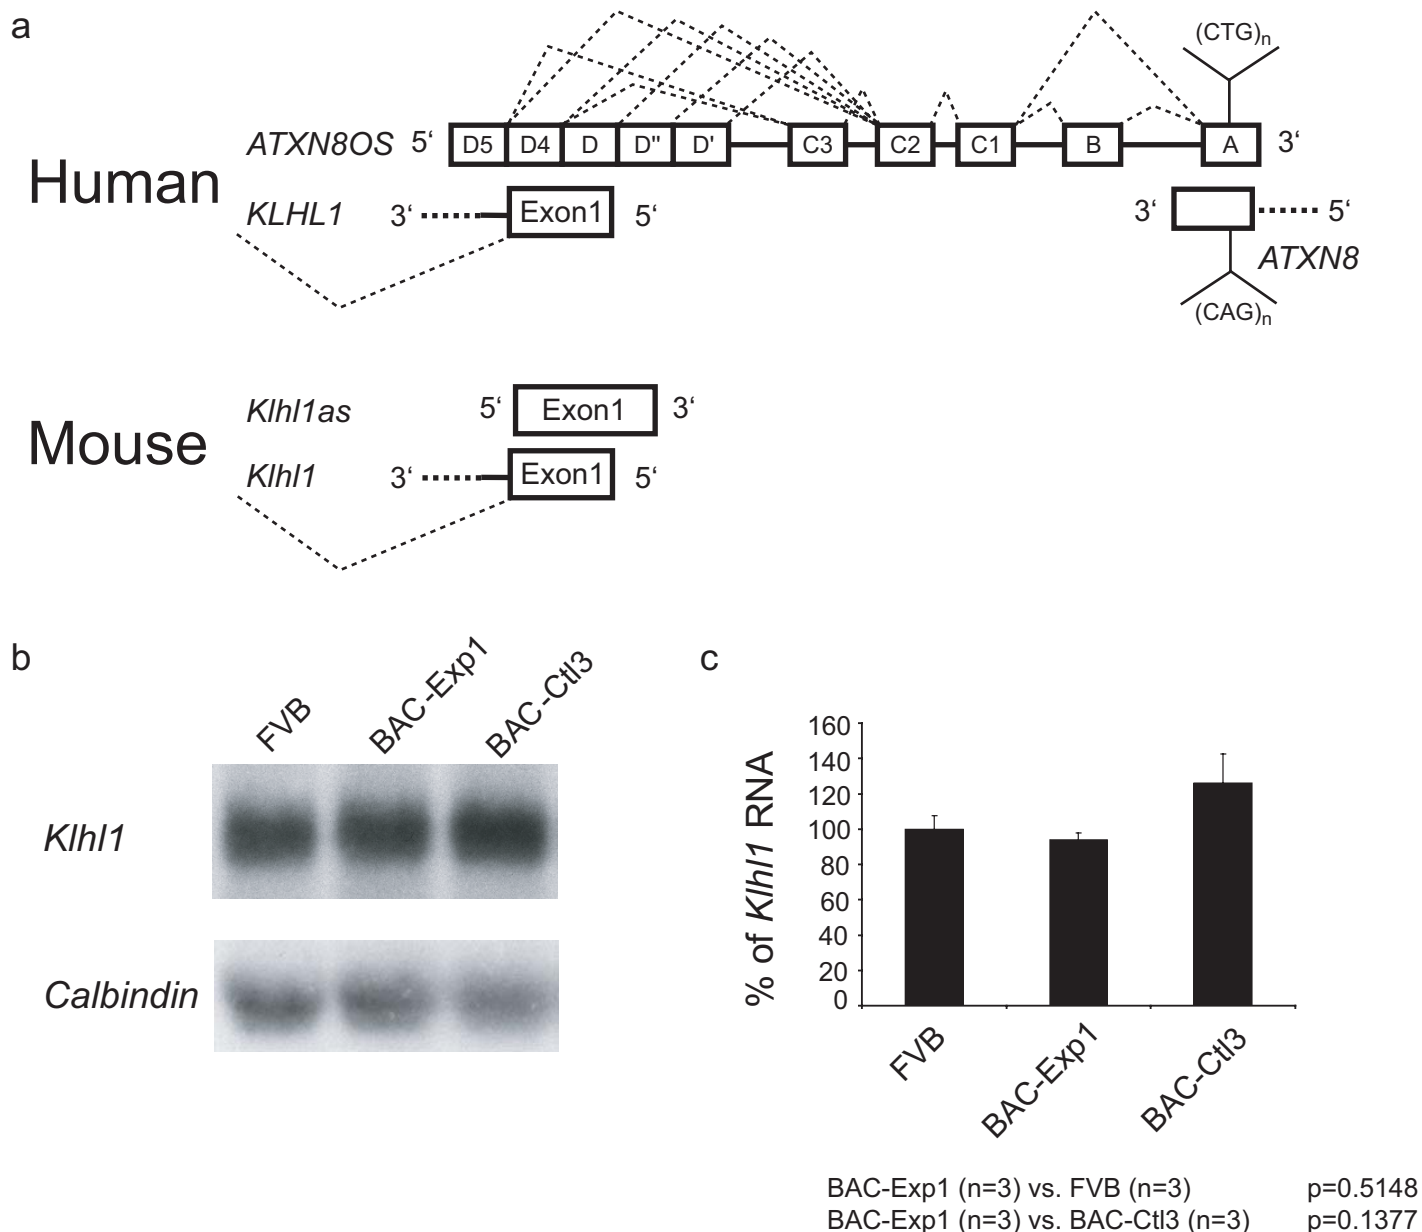 a
(CTG)n
Human
ATXN8OS 5‘ D5 D4 D D" D' C3 C2 C1 B A 3‘
KLHL1 3‘ Exon1 5‘
3‘ 5‘
ATXN8
(CAG)n
Mouse
Klhl1as 5‘ Exon1 3‘
Klhl1 3‘ Exon1 5‘
b
FVB
BAC-Exp1
BAC-Ctl3
Klhl1
Calbindin
c
% of Klhl1 RNA
160
140
120
100
80
60
40
20
0
FVB
BAC-Exp1
BAC-Ctl3
BAC-Exp1 (n=3) vs. FVB (n=3) p=0.5148
BAC-Exp1 (n=3) vs. BAC-Ctl3 (n=3) p=0.1377